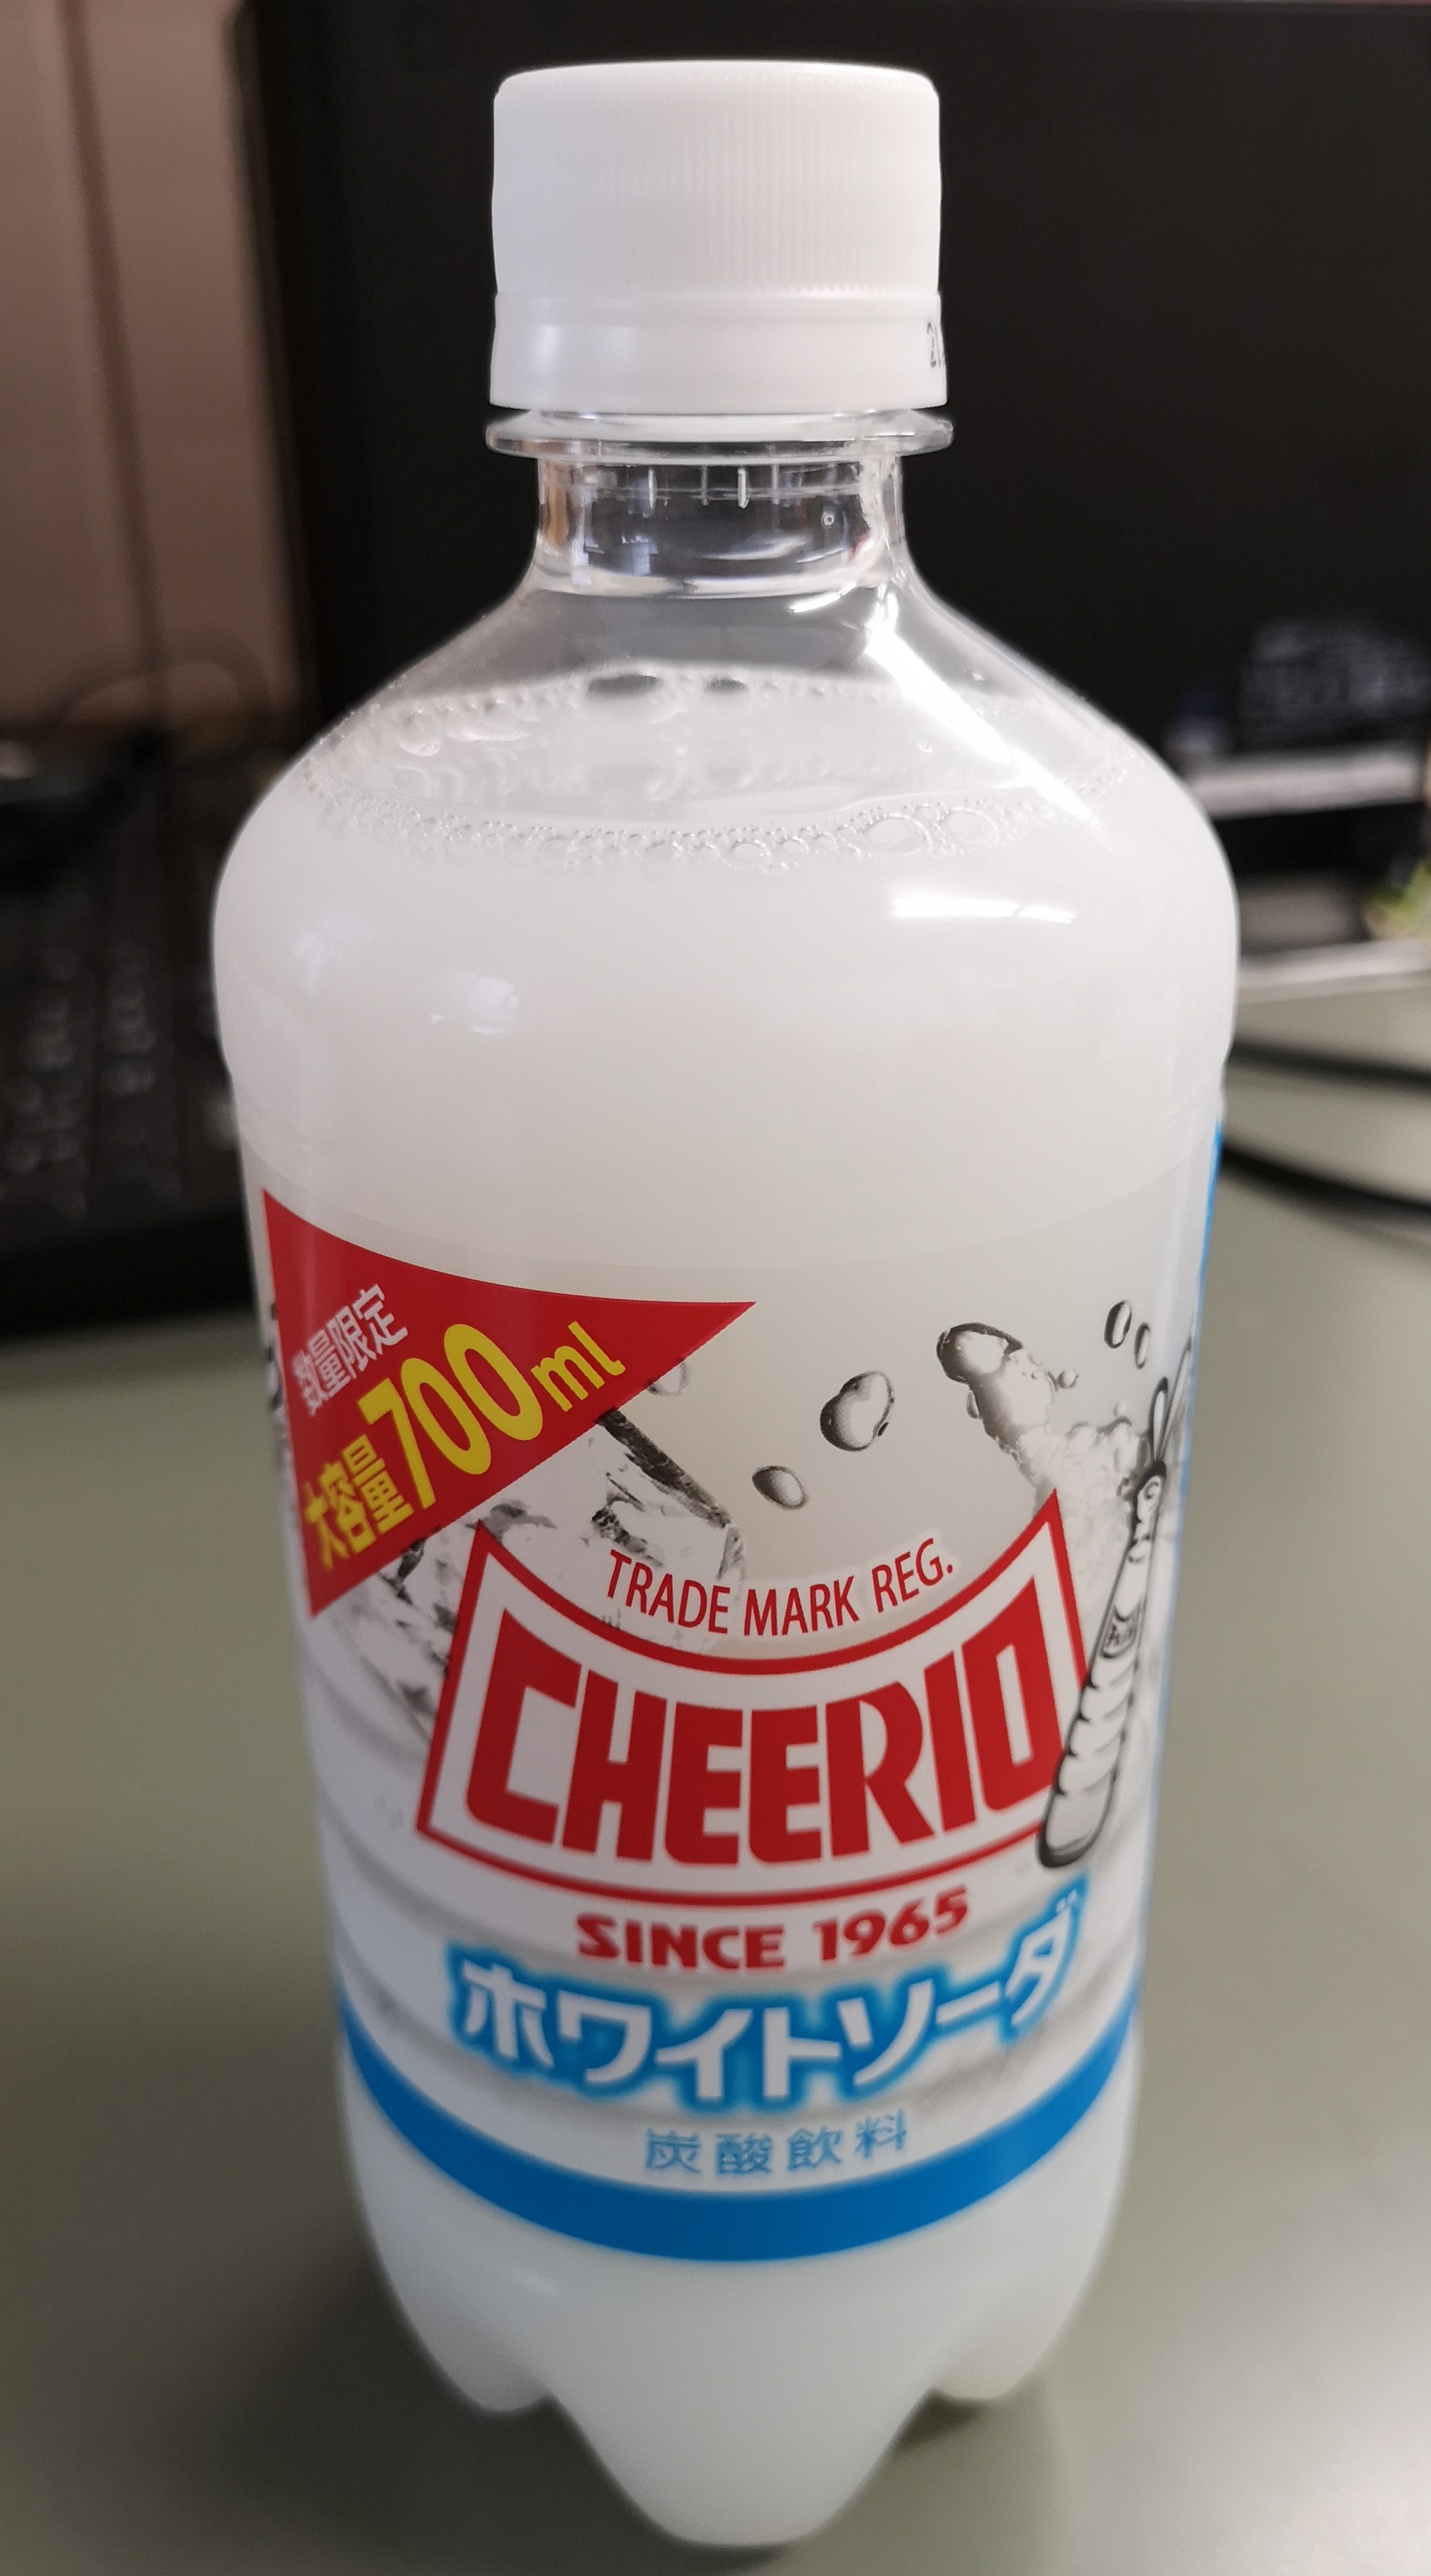 数量限定
大容量700ml
TRADE MARK REG.
CHEERIO
SINCE 1965
ホワイトソーダ
炭酸飲料